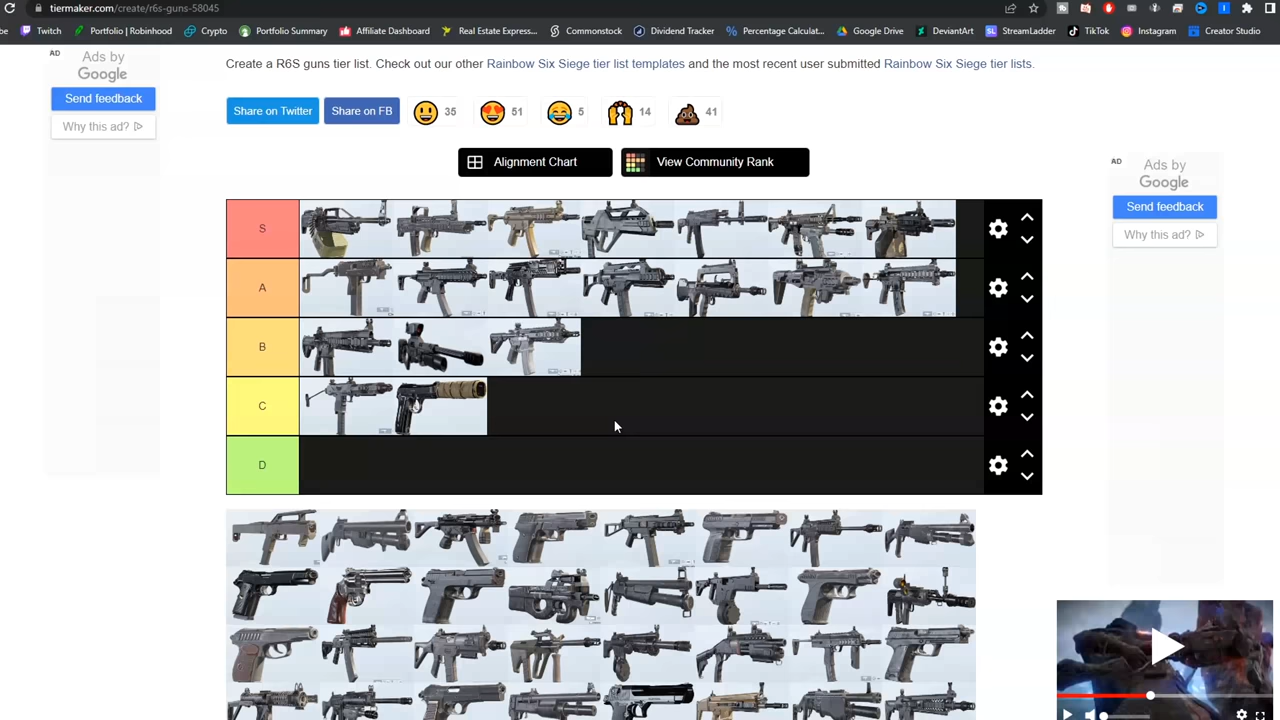 tiermaker.com/create/r6s-guns-58045
be
Twitch
Portfolio | Robinhood
Crypto
Portfolio Summary
Affiliate Dashboard
Real Estate Express...
Commonstock
Dividend Tracker
Percentage Calculat...
Google Drive
DeviantArt
StreamLadder
TikTok
Instagram
Creator Studio
AD
Ads by
Google
Send feedback
Why this ad?
Create a R6S guns tier list. Check out our other Rainbow Six Siege tier list templates and the most recent user submitted Rainbow Six Siege tier lists.
Share on Twitter
Share on FB
35
51
5
14
41
Alignment Chart
View Community Rank
AD
Ads by
Google
Send feedback
Why this ad?
S
A
B
C
D